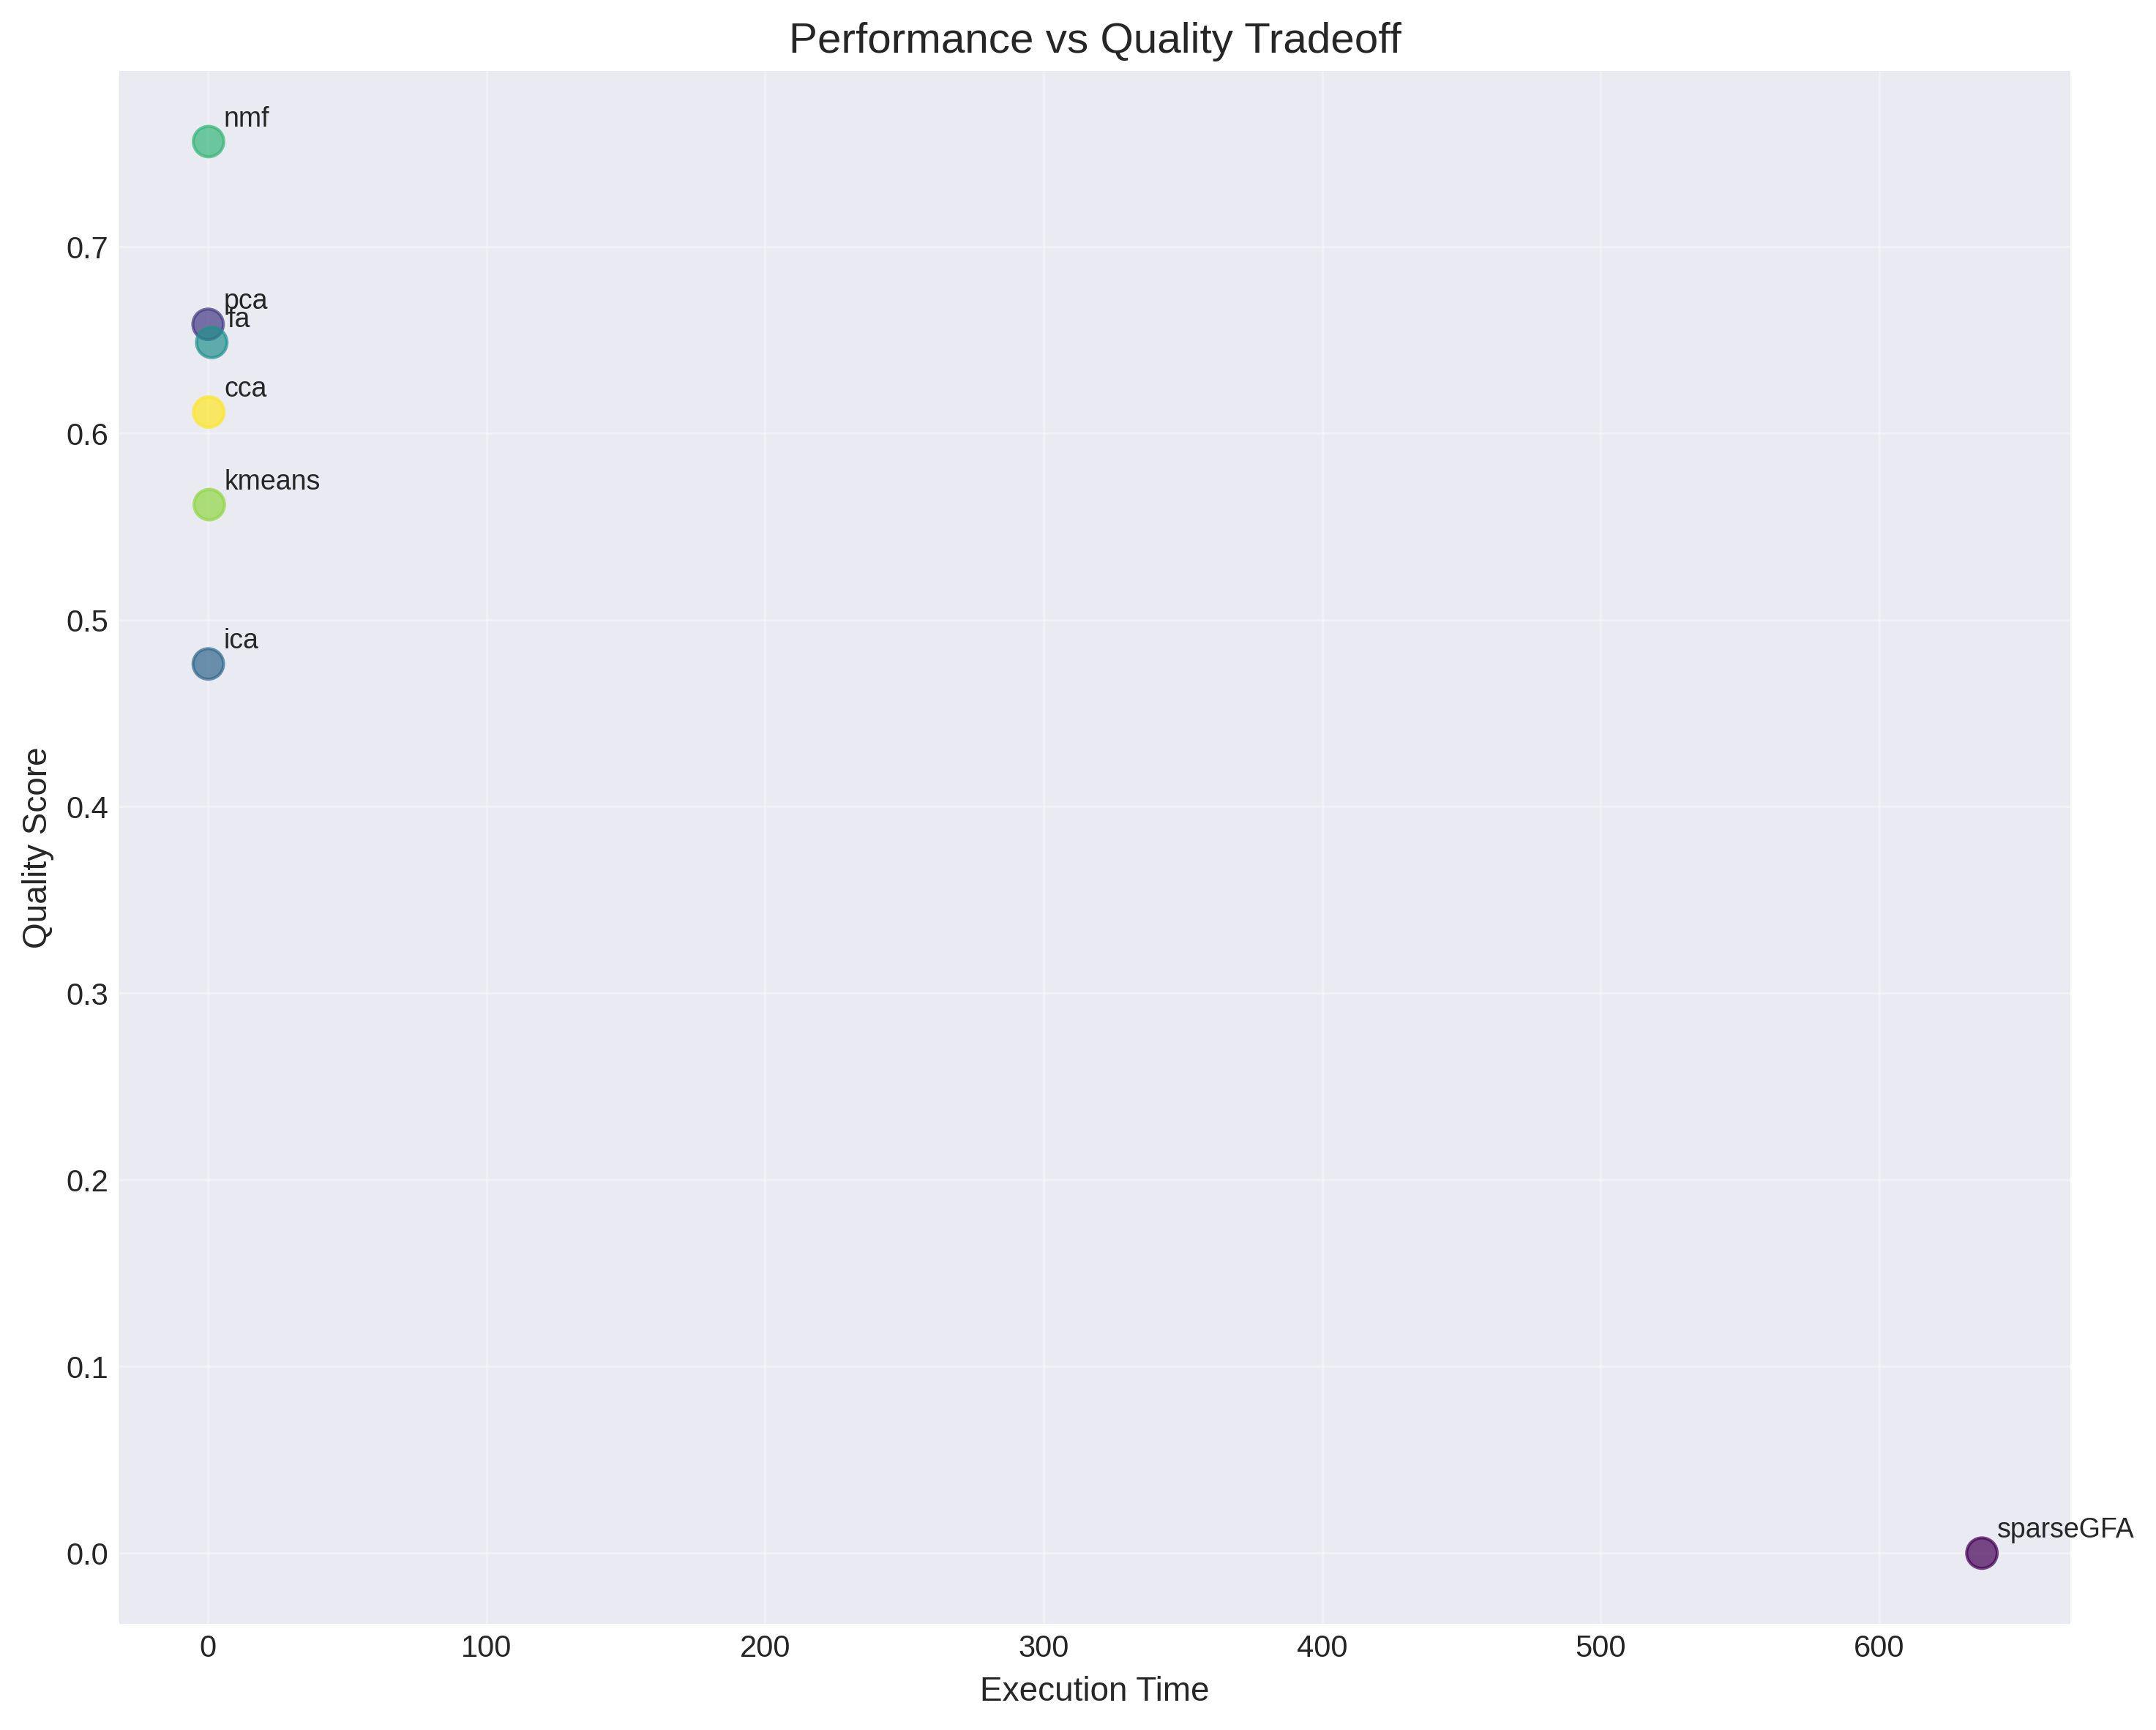 Performance vs Quality Tradeoff
nmf
0.7
pca
fa
cca
0.6
kmeans
0.5
ica
0.4
Quality Score
0.3
0.2
0.1
sparseGFA
0.0
0 100 200 300 400 500 600
Execution Time